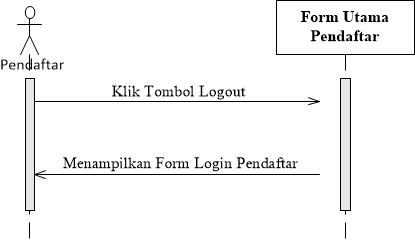 Form Utama
Pendaftar
Pendaftar
Klik Tombol Logout
Menampilkan Form Login Pendaftar